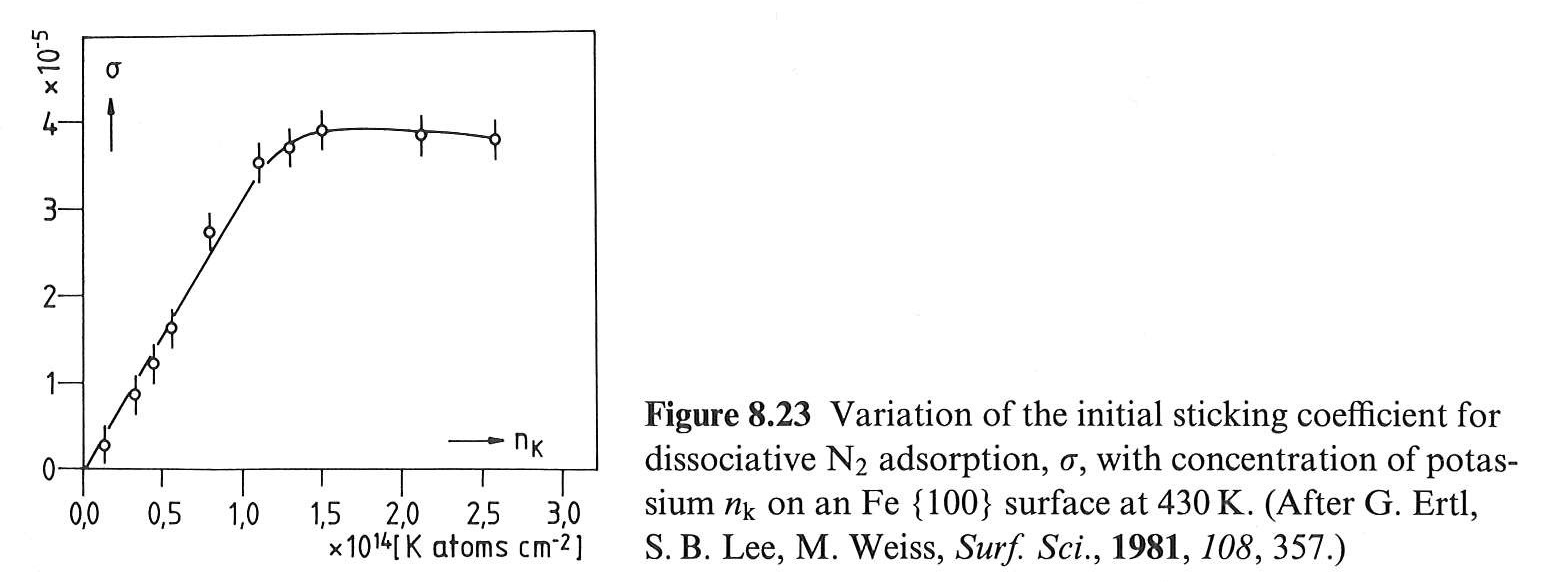 ×10-5
σ
4
3
2
1
0
nK
0,0 0,5 1,0 1,5 2,0 2,5 3,0
×1014[K atoms cm-2]
Figure 8.23 Variation of the initial sticking coefficient for
dissociative N2 adsorption, σ, with concentration of potas-
sium nk on an Fe {100} surface at 430 K. (After G. Ertl,
S. B. Lee, M. Weiss, Surf. Sci., 1981, 108, 357.)